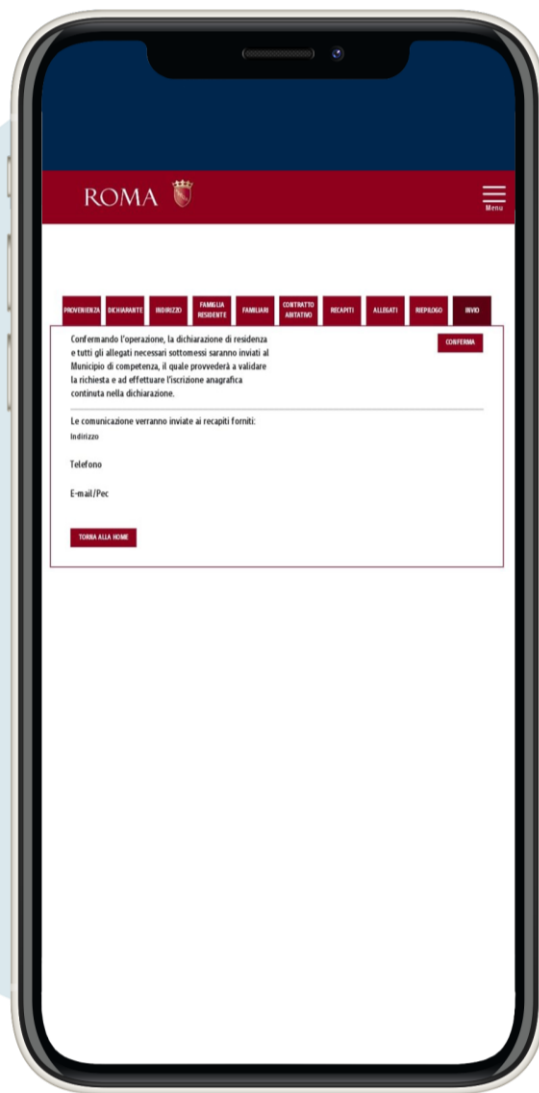 ROMA
Menu
PROVENIENZA DICHIARANTE INDIRIZZO FAMIGLIA RESIDENTE FAMILIARI CONTRATTO ABITATIVO RECAPITI ALLEGATI RIEPILOGO INVIO
Confermando l'operazione, la dichiarazione di residenza
e tutti gli allegati necessari sottomessi saranno inviati al
Municipio di competenza, il quale provvederà a validare
la richiesta e ad effettuare l'iscrizione anagrafica
continuta nella dichiarazione.
CONFERMA
Le comunicazione verranno inviate ai recapiti forniti:
Indirizzo
Telefono
E-mail/Pec
TORNA ALLA HOME